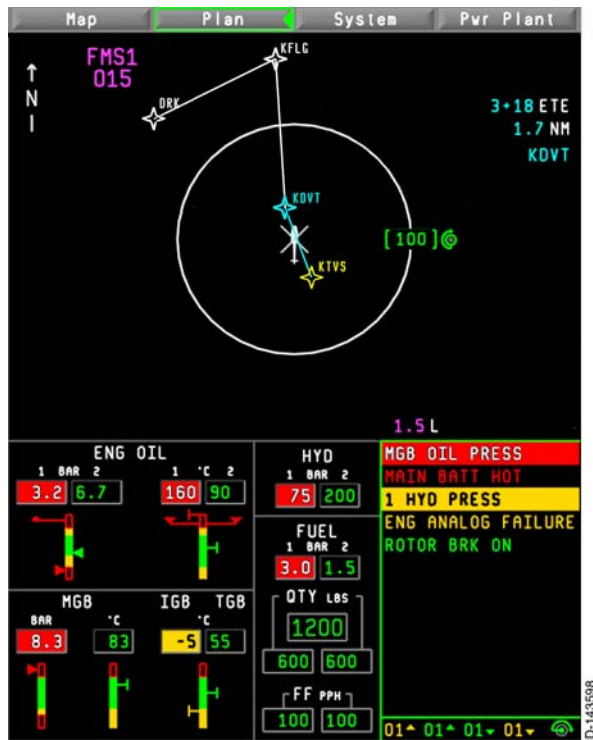 Map Plan System Pwr Plant
FMS1
015
N
KFLG
DRK
3+18 ETE
1.7 NM
KDVT
KDVT
[100]
KTVS
1.5 L
ENG OIL
1 BAR 2 1 °C 2
3.2 6.7 160 90
HYD
1 BAR 2
75 200
FUEL
1 BAR 2
3.0 1.5
QTY LBS
1200
600 600
FF PPH
100 100
MGB IGB TGB
BAR °C °C
8.3 83 -5 55
MGB OIL PRESS
MAIN BATT HOT
1 HYD PRESS
ENG ANALOG FAILURE
ROTOR BRK ON
01 01 01 01
D-143598